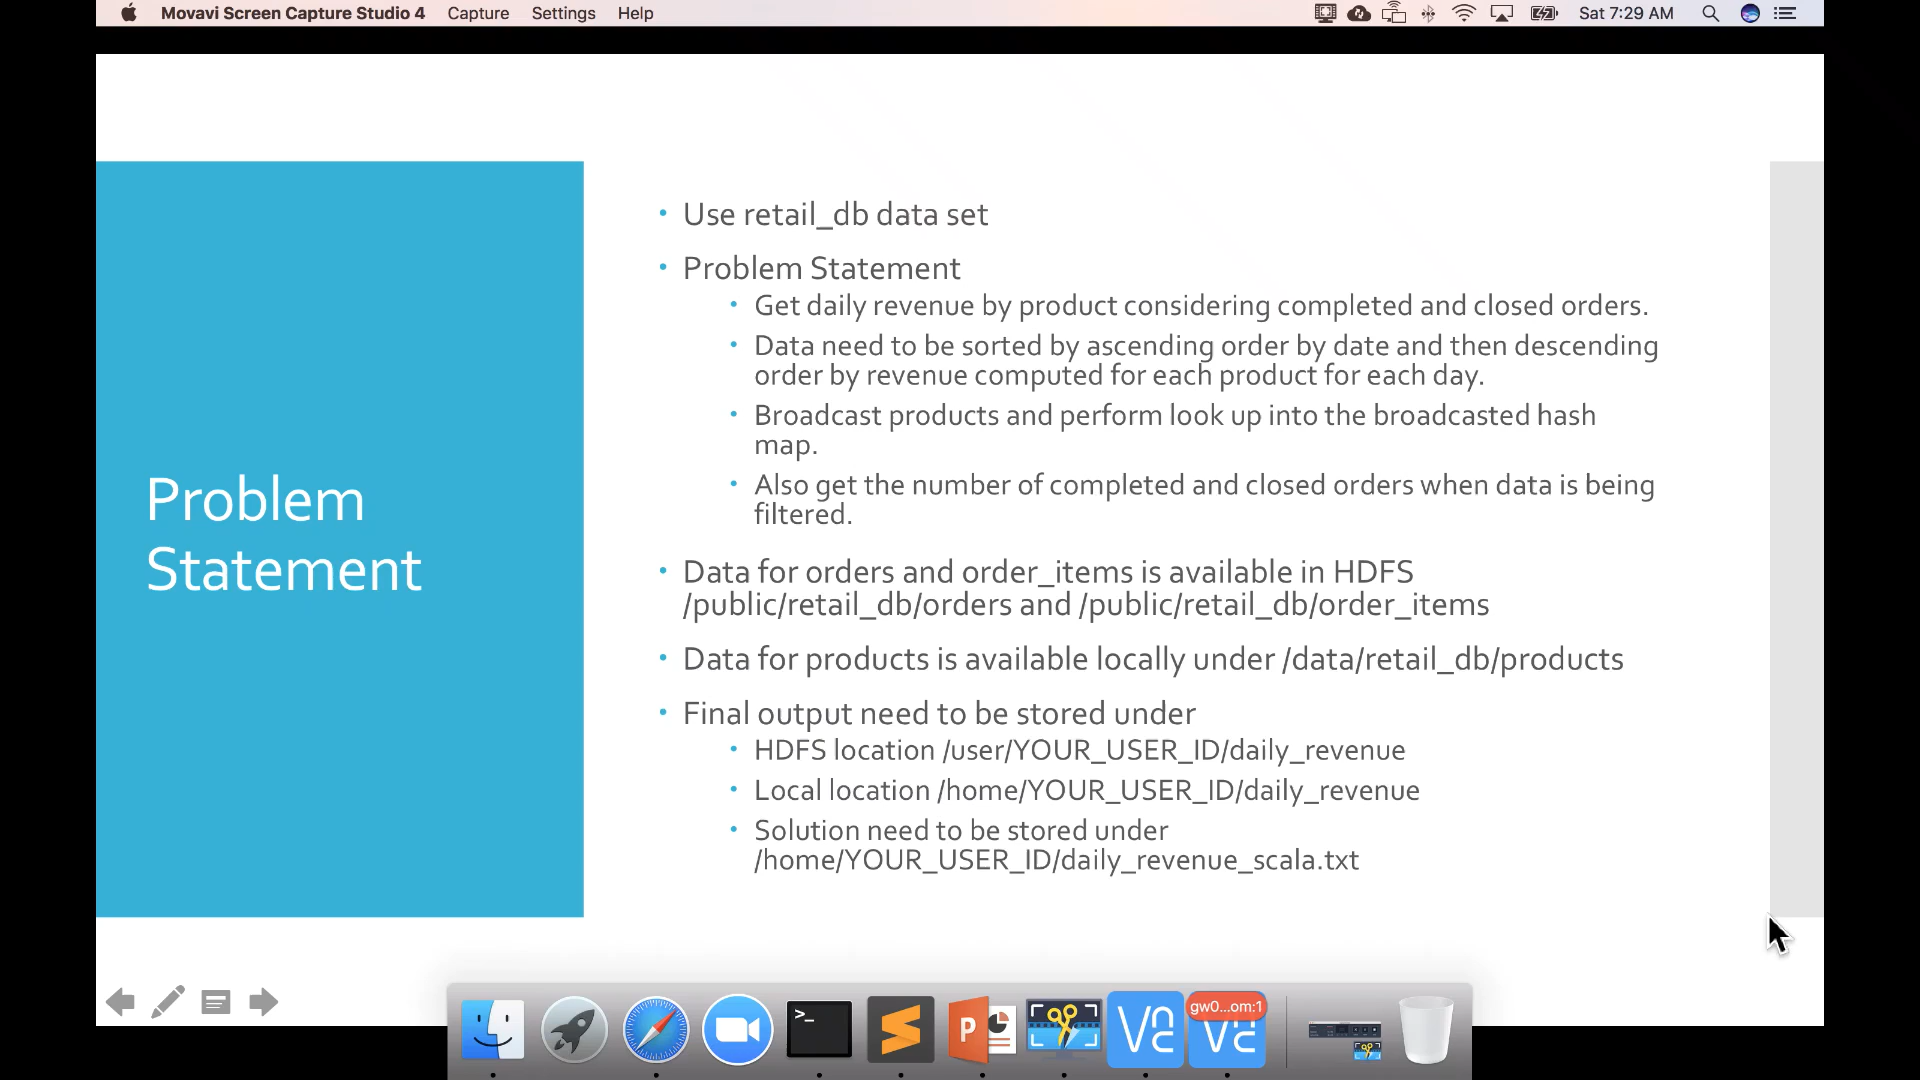 Movavi Screen Capture Studio 4 Capture Settings Help Sat 7:29 AM
Problem
Statement
• Use retail_db data set
• Problem Statement
• Get daily revenue by product considering completed and closed orders.
• Data need to be sorted by ascending order by date and then descending
order by revenue computed for each product for each day.
• Broadcast products and perform look up into the broadcasted hash
map.
• Also get the number of completed and closed orders when data is being
filtered.
• Data for orders and order_items is available in HDFS
/public/retail_db/orders and /public/retail_db/order_items
• Data for products is available locally under /data/retail_db/products
• Final output need to be stored under
• HDFS location /user/YOUR_USER_ID/daily_revenue
• Local location /home/YOUR_USER_ID/daily_revenue
• Solution need to be stored under
/home/YOUR_USER_ID/daily_revenue_scala.txt
gw0...om:1
>_
P